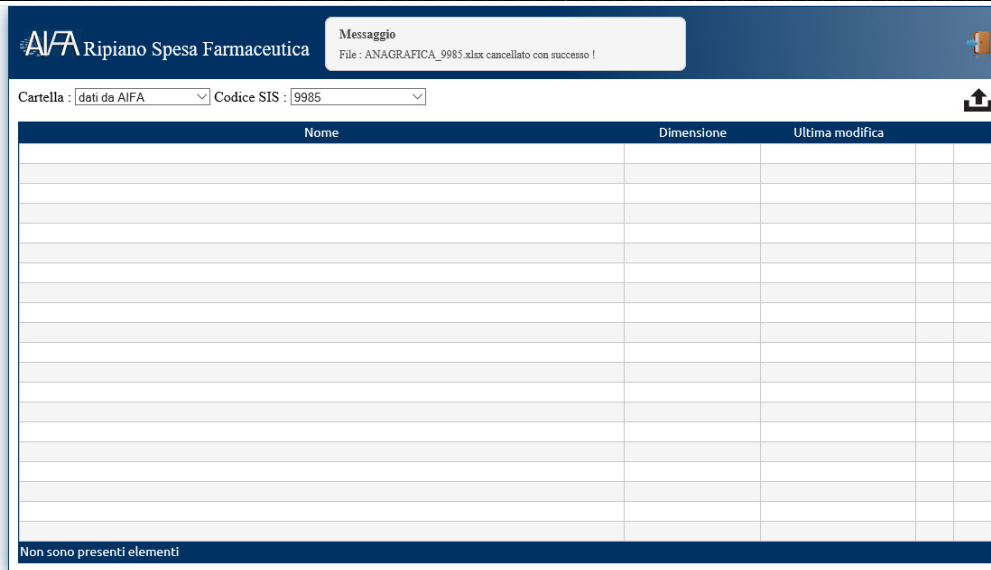 AIFA Ripiano Spesa Farmaceutica
Messaggio
File : ANAGRAFICA_9985.xlsx cancellato con successo !
Cartella : dati da AIFA Codice SIS : 9985
Nome Dimensione Ultima modifica
Non sono presenti elementi